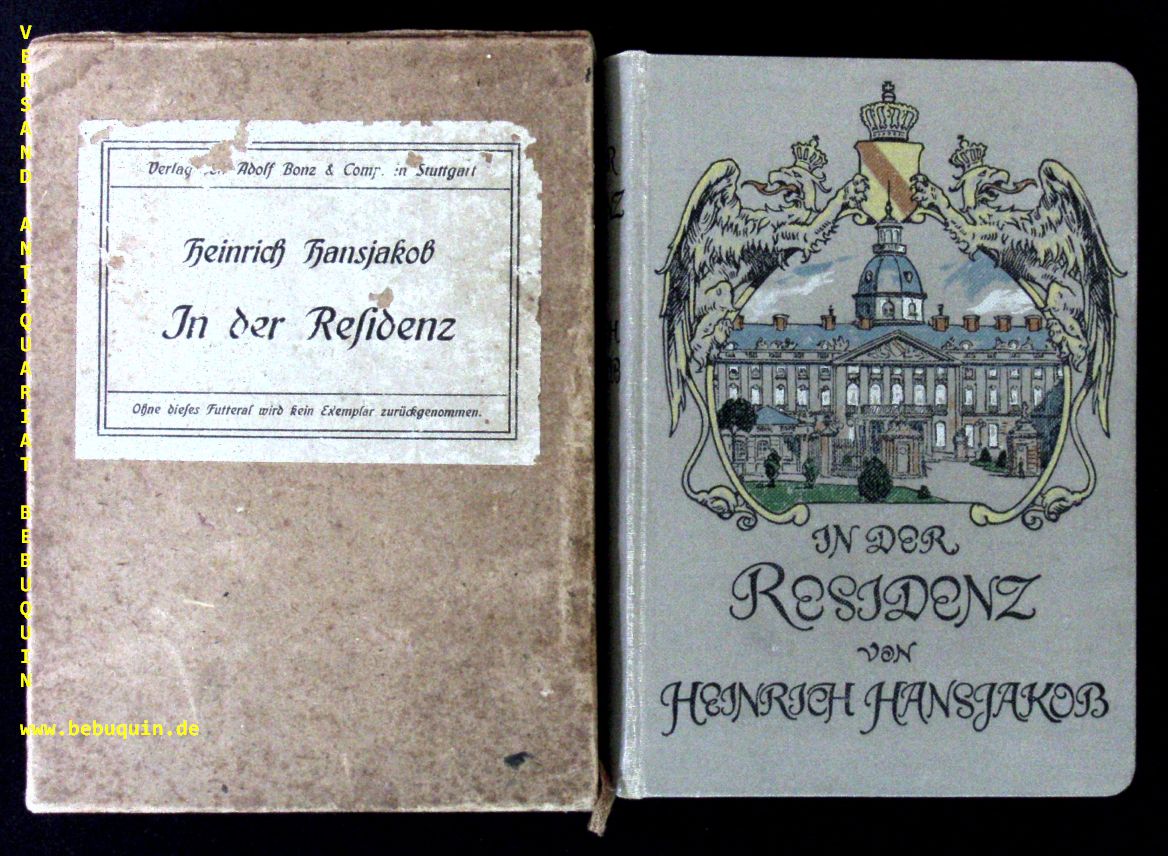 VERSAND ANTIQUARIAT BEBUQUIN
www.bebuquin.de
Verlag Adolf Bonz & Comp. in Stuttgart
Heinrich Hansjakob
In der Reſidenz
Ohne dieſes Futteral wird kein Exemplar zurückgenommen.
IN DER
RESIDENZ
VON
HEINRICH HANSJAKOB